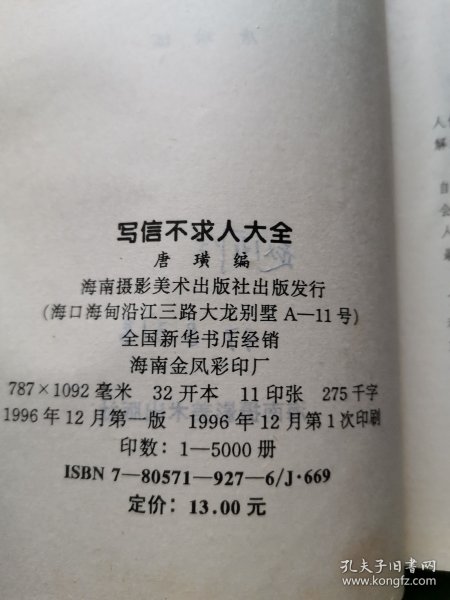 写信不求人大全
唐 璜 编
海南摄影美术出版社出版发行
(海口海甸沿江三路大龙别墅 A—11号)
全国新华书店经销
海南金凤彩印厂
787×1092毫米 32开本 11印张 275千字
1996年12月第一版 1996年12月第1次印刷
印数：1—5000册
ISBN 7—80571—927—6/J·669
定价：13.00元
人
解
会
人
孔夫子旧书网
www.kongfz.com